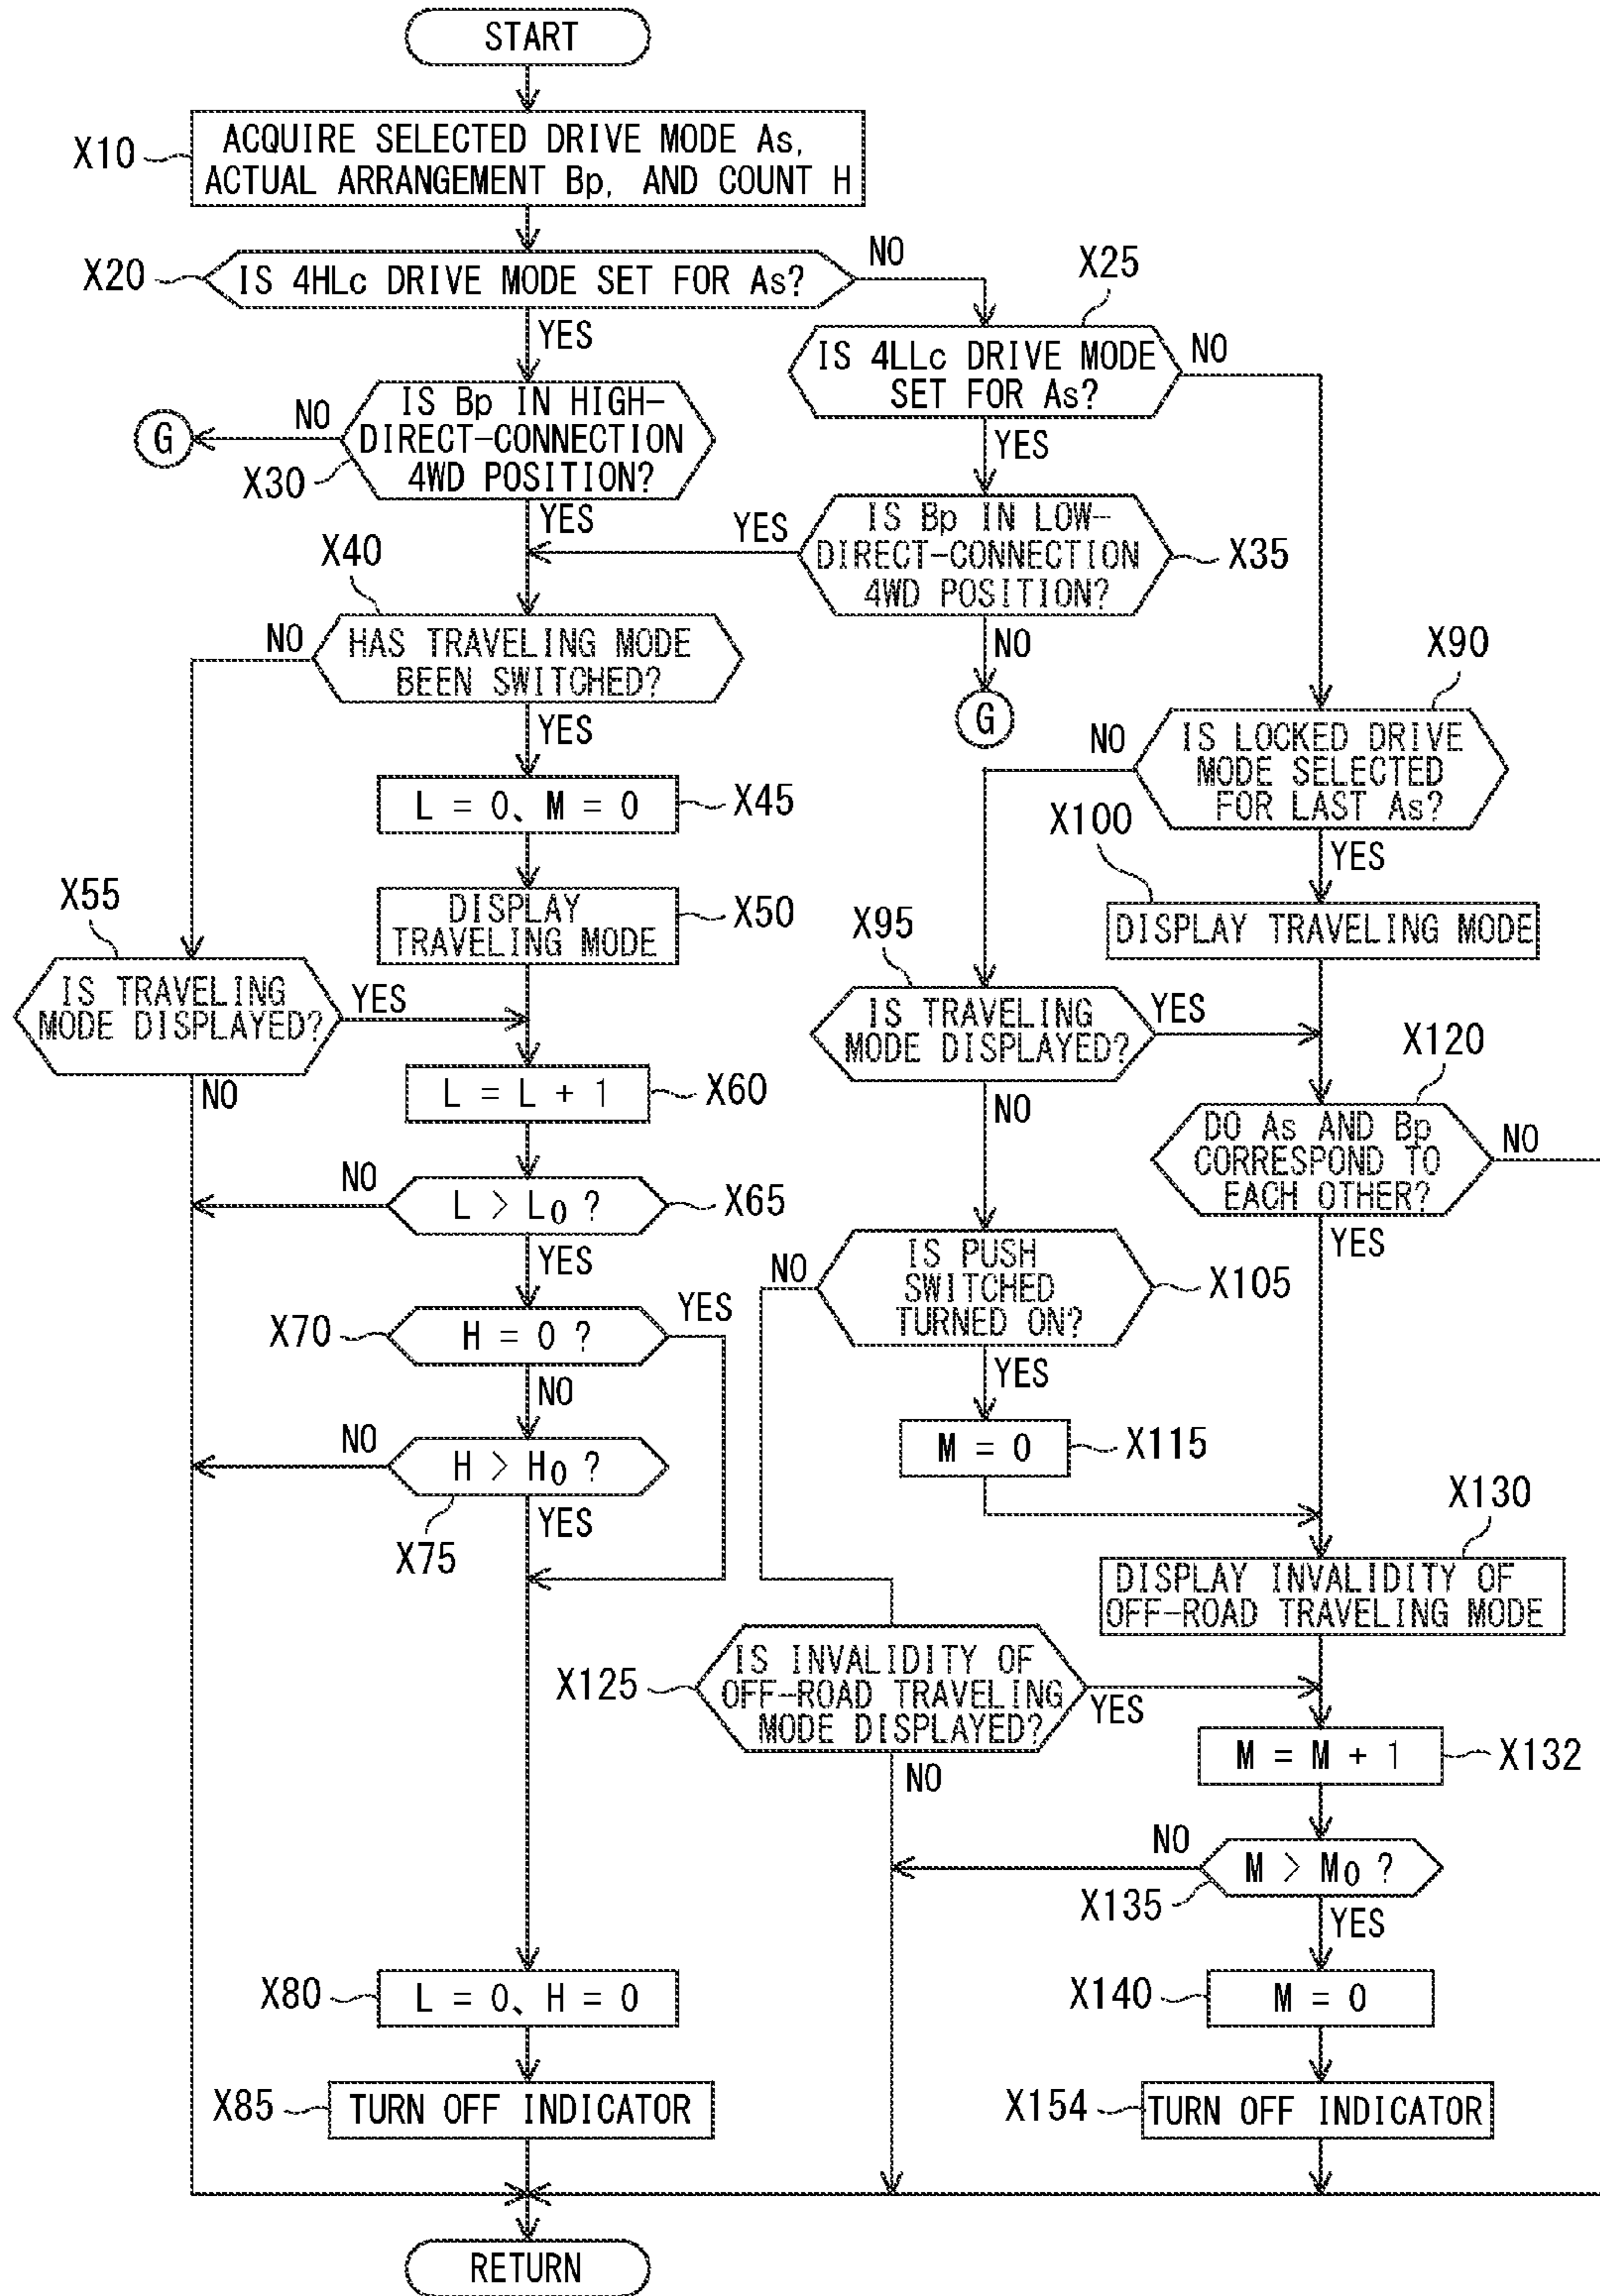 START
X10
ACQUIRE SELECTED DRIVE MODE As,
ACTUAL ARRANGEMENT Bp, AND COUNT H
X20
IS 4HLc DRIVE MODE SET FOR As?
NO
YES
X25
IS 4LLc DRIVE MODE
SET FOR As?
NO
YES
G
NO
IS Bp IN HIGH-
DIRECT-CONNECTION
4WD POSITION?
X30
YES
YES
IS Bp IN LOW-
DIRECT-CONNECTION
4WD POSITION?
X35
NO
G
X40
NO
HAS TRAVELING MODE
BEEN SWITCHED?
YES
X90
NO
IS LOCKED DRIVE
MODE SELECTED
FOR LAST As?
YES
L = 0、M = 0
X45
X100
DISPLAY TRAVELING MODE
DISPLAY
TRAVELING MODE
X50
X55
IS TRAVELING
MODE DISPLAYED?
YES
NO
X95
IS TRAVELING
MODE DISPLAYED?
YES
NO
L = L + 1
X60
X120
DO As AND Bp
CORRESPOND TO
EACH OTHER?
NO
YES
NO
L > L0 ?
X65
YES
NO
IS PUSH
SWITCHED
TURNED ON?
X105
YES
X70
H = 0 ?
YES
NO
M = 0
X115
NO
H > H0 ?
X75
YES
X130
DISPLAY INVALIDITY OF
OFF-ROAD TRAVELING MODE
X125
IS INVALIDITY OF
OFF-ROAD TRAVELING
MODE DISPLAYED?
YES
NO
M = M + 1
X132
NO
M > M0 ?
X135
YES
X80
L = 0、H = 0
X140
M = 0
X85
TURN OFF INDICATOR
X154
TURN OFF INDICATOR
RETURN